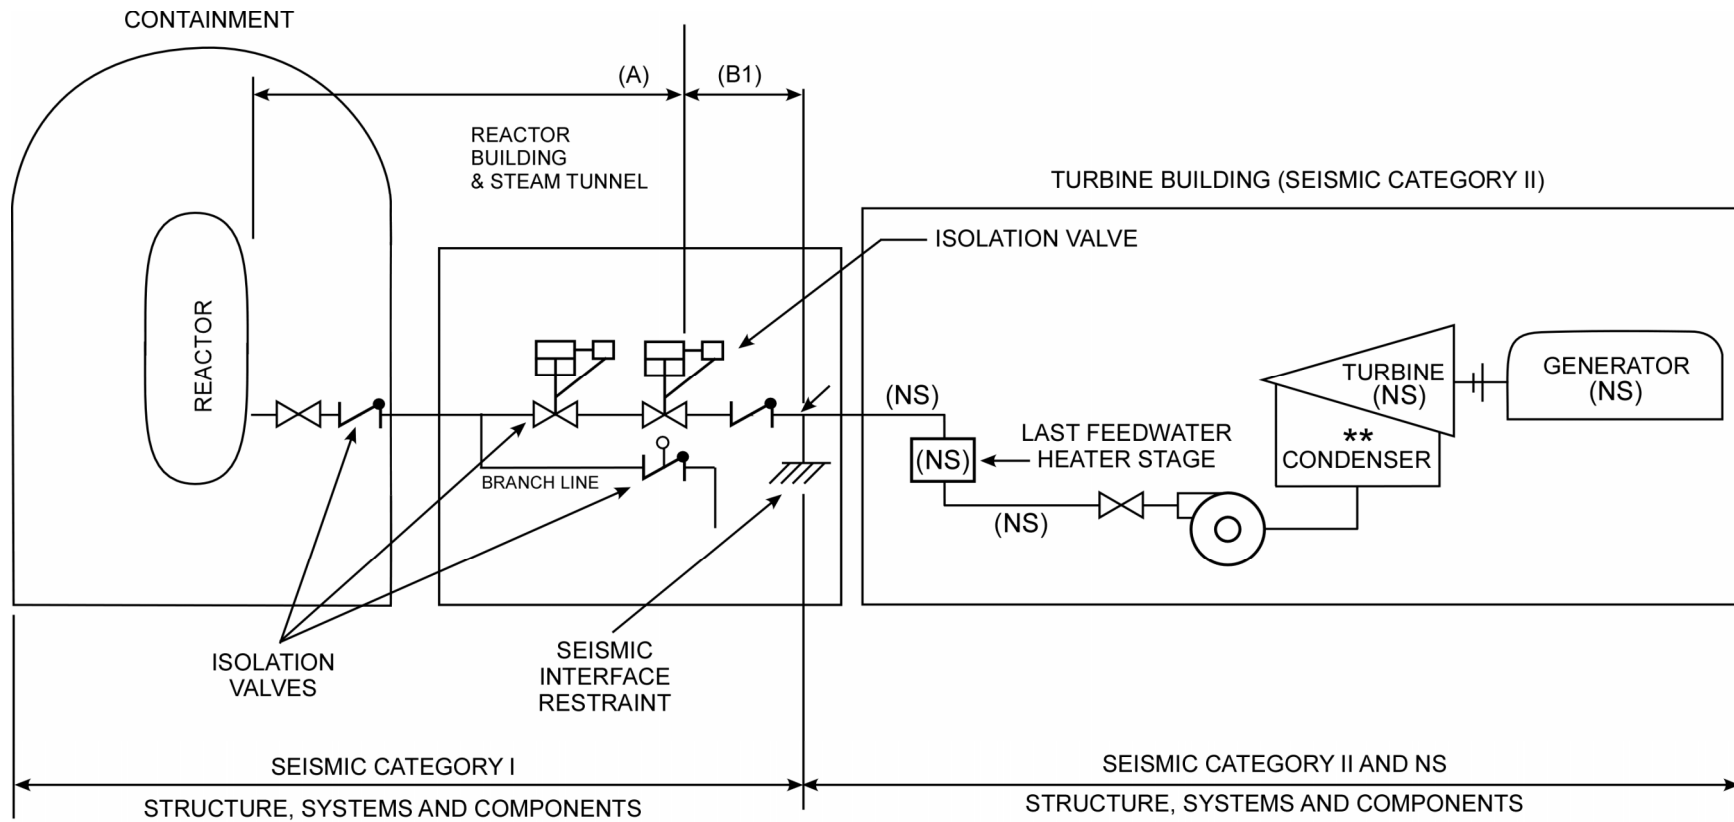 CONTAINMENT
(A)
(B1)
REACTOR
BUILDING
& STEAM TUNNEL
TURBINE BUILDING (SEISMIC CATEGORY II)
ISOLATION VALVE
REACTOR
(NS)
TURBINE
(NS)
GENERATOR
(NS)
LAST FEEDWATER
HEATER STAGE
(NS)
**
CONDENSER
BRANCH LINE
(NS)
ISOLATION
VALVES
SEISMIC
INTERFACE
RESTRAINT
SEISMIC CATEGORY I
STRUCTURE, SYSTEMS AND COMPONENTS
SEISMIC CATEGORY II AND NS
STRUCTURE, SYSTEMS AND COMPONENTS